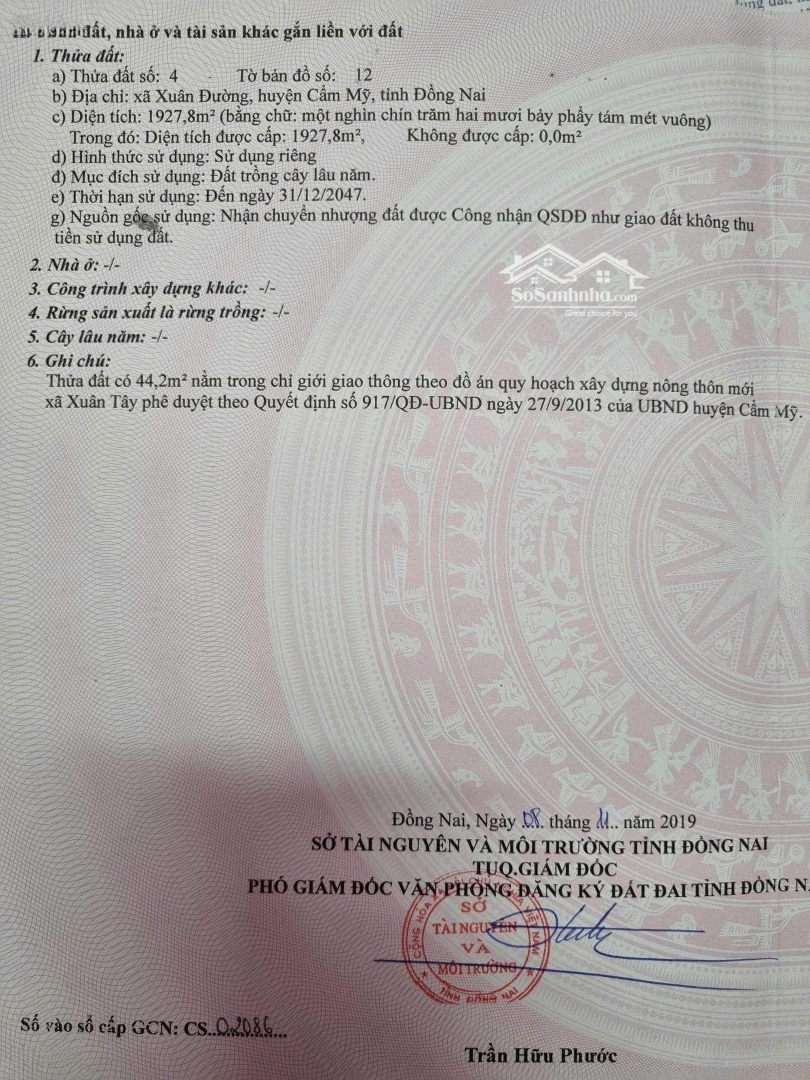 đất, nhà ở và tài sản khác gắn liền với đất
1. Thửa đất:
a) Thửa đất số: 4 Tờ bản đồ số: 12
b) Địa chỉ: xã Xuân Đường, huyện Cẩm Mỹ, tỉnh Đồng Nai
c) Diện tích: 1927,8m² (bằng chữ: một nghìn chín trăm hai mươi bảy phẩy tám mét vuông)
Trong đó: Diện tích được cấp: 1927,8m², Không được cấp: 0,0m²
d) Hình thức sử dụng: Sử dụng riêng
đ) Mục đích sử dụng: Đất trồng cây lâu năm.
e) Thời hạn sử dụng: Đến ngày 31/12/2047.
g) Nguồn gốc sử dụng: Nhận chuyển nhượng đất được Công nhận QSDĐ như giao đất không thu
tiền sử dụng đất.
2. Nhà ở: -/-
3. Công trình xây dựng khác: -/-
4. Rừng sản xuất là rừng trồng: -/-
5. Cây lâu năm: -/-
6. Ghi chú:
Thửa đất có 44,2m² nằm trong chỉ giới giao thông theo đồ án quy hoạch xây dựng nông thôn mới
xã Xuân Tây phê duyệt theo Quyết định số 917/QĐ-UBND ngày 27/9/2013 của UBND huyện Cẩm Mỹ.
SoSanhnha.com
Great choice for you
Đồng Nai, Ngày 08 tháng 11 năm 2019
SỞ TÀI NGUYÊN VÀ MÔI TRƯỜNG TỈNH ĐỒNG NAI
TUQ.GIÁM ĐỐC
PHÓ GIÁM ĐỐC VĂN PHÒNG ĐĂNG KÝ ĐẤT ĐAI TỈNH ĐỒNG NA
SỞ
TÀI NGUYÊN
VÀ
MÔI TRƯỜNG
TỈNH ĐỒNG NAI
Số vào sổ cấp GCN: CS..02086...
Trần Hữu Phước